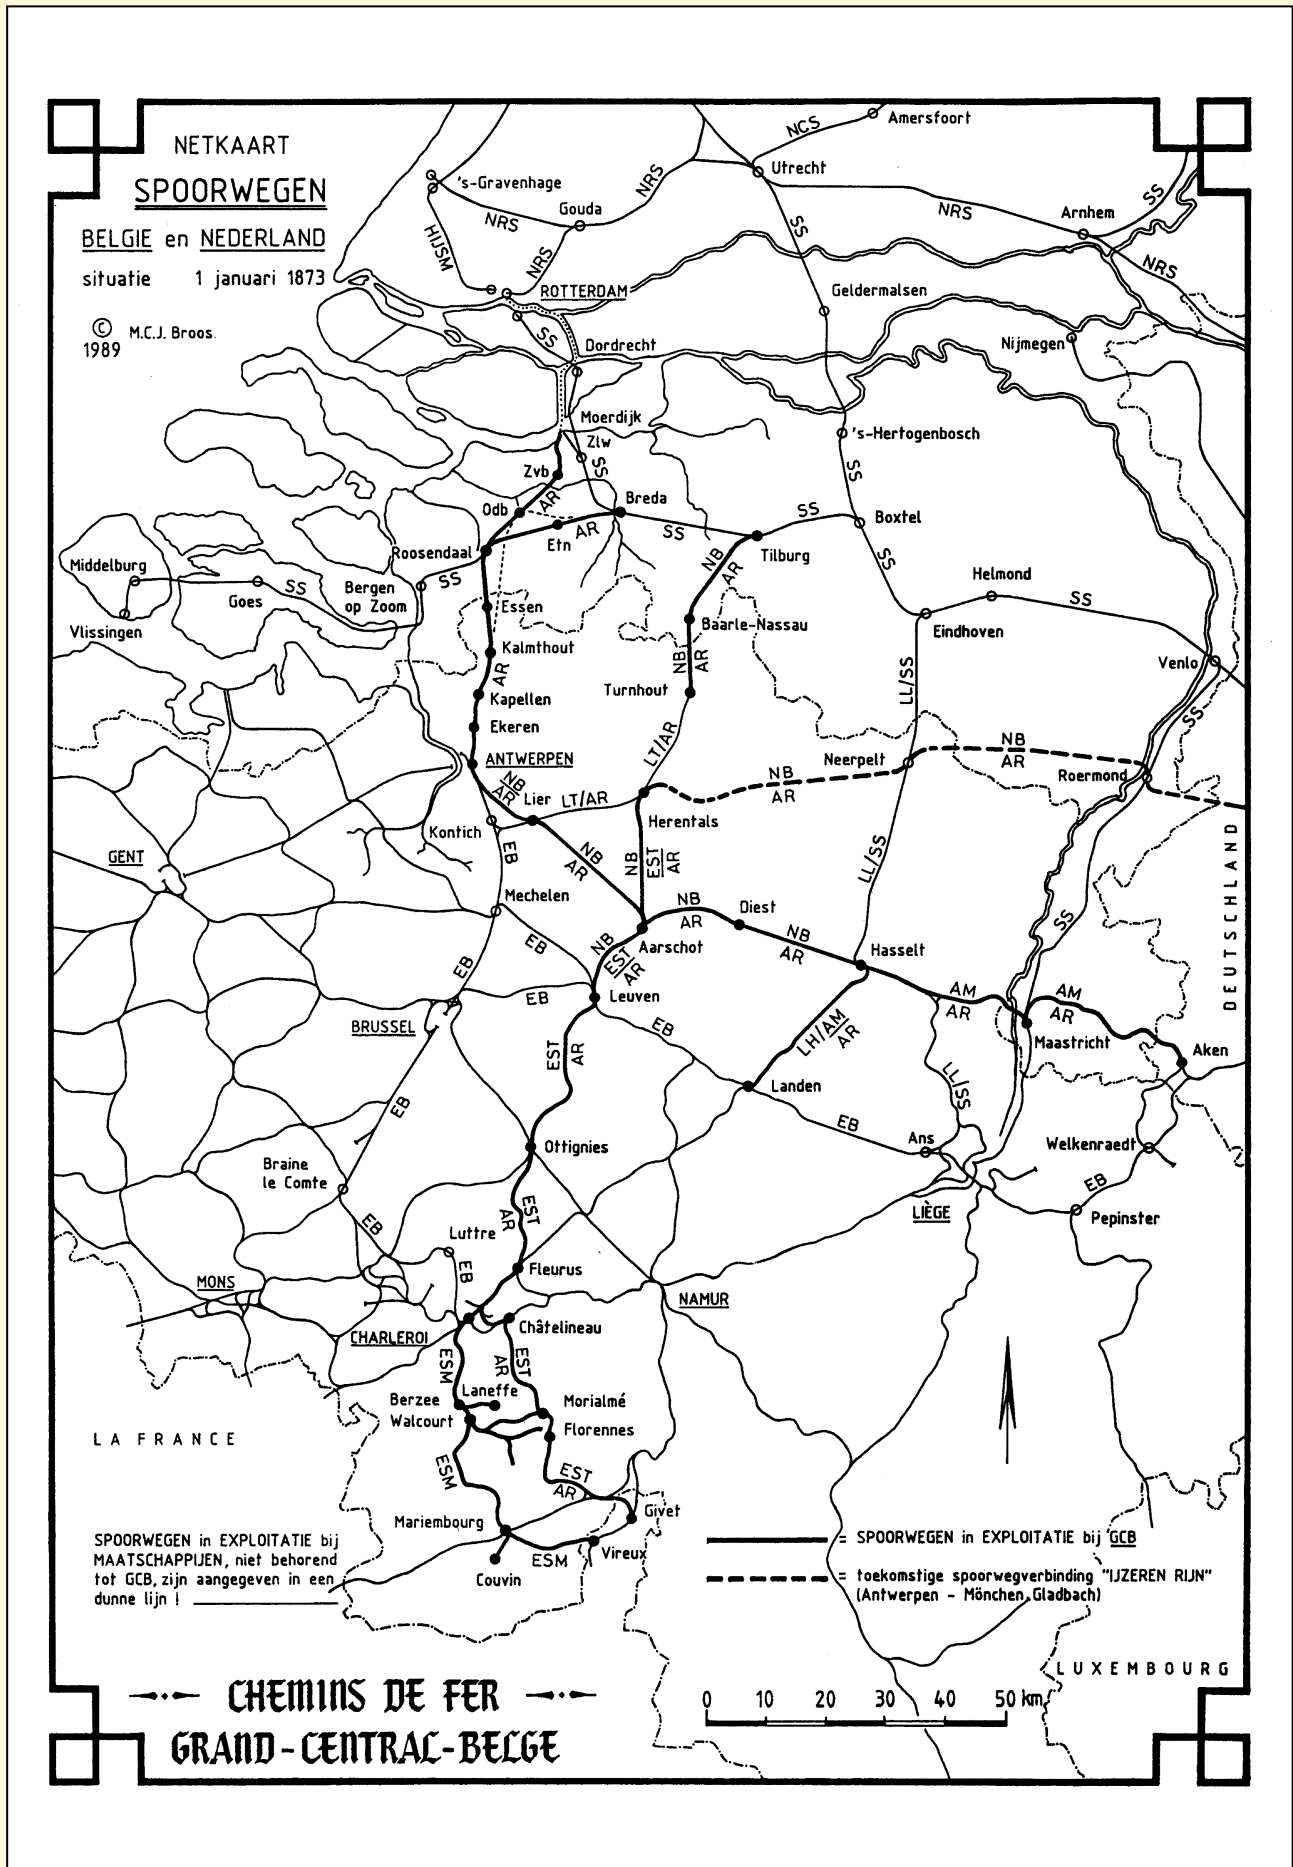 NETKAART
SPOORWEGEN
BELGIE en NEDERLAND
situatie 1 januari 1873
© M.C.J. Broos.
1989
Amersfoort
NCS
Utrecht
's-Gravenhage
NRS
Gouda
NRS
HIJSM
NRS
SS
NRS
Arnhem
SS
NRS
ROTTERDAM
Geldermalsen
SS
Dordrecht
Nijmegen
Moerdijk
Zlw
's-Hertogenbosch
Zvb
SS
SS
Odb
AR
Breda
Etn
AR
SS
SS
Boxtel
Tilburg
Roosendaal
SS
NB
AR
SS
Middelburg
Goes
SS
Bergen
op Zoom
Helmond
SS
Vlissingen
Essen
Baarle-Nassau
Eindhoven
Kalmthout
AR
NB
AR
Venlo
Kapellen
Turnhout
LL/SS
Ekeren
SS
ANTWERPEN
LT/AR
Neerpelt
NB
AR
NB
AR
NB
AR
Roermond
Lier
LT/AR
Herentals
Kontich
EB
GENT
NB
AR
NB
EST
AR
LL/SS
Mechelen
NB
AR
Diest
SS
EB
Aarschot
NB
AR
Hasselt
NB
EST
AR
DEUTSCHLAND
EB
EB
Leuven
AM
AR
AM
AR
BRUSSEL
EB
LH/AM
AR
Maastricht
Aken
EST
AR
Landen
LL/SS
EB
EB
Ans
Welkenraedt
Ottignies
Braine
le Comte
EB
EST
AR
LIÈGE
Pepinster
EB
Luttre
EB
Fleurus
MONS
NAMUR
CHARLEROI
Châtelineau
ESM
EST
AR
Laneffe
Berzee
Walcourt
Morialmé
Florennes
LA FRANCE
ESM
EST
AR
Givet
Mariembourg
Vireux
ESM
Couvin
SPOORWEGEN in EXPLOITATIE bij
MAATSCHAPPIJEN, niet behorend
tot GCB, zijn aangegeven in een
dunne lijn !
= SPOORWEGEN in EXPLOITATIE bij GCB
= toekomstige spoorwegverbinding "IJZEREN RIJN"
(Antwerpen - Mönchen Gladbach)
LUXEMBOURG
CHEMINS DE FER
GRAND-CENTRAL-BELGE
0 10 20 30 40 50 km